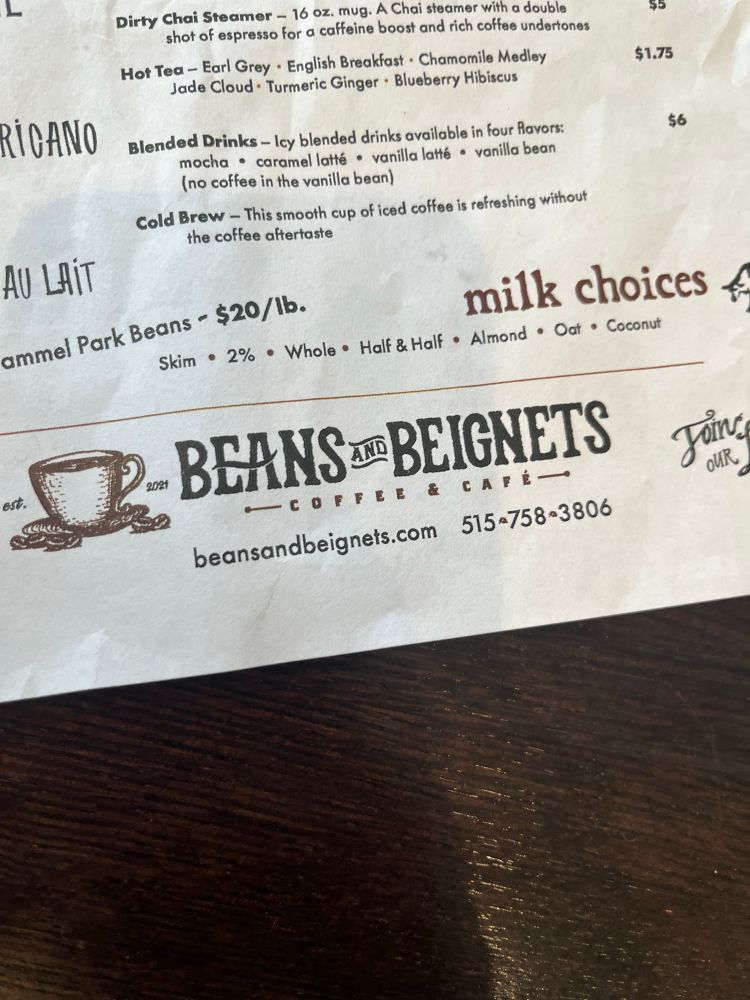 Dirty Chai Steamer – 16 oz. mug. A Chai steamer with a double $5
shot of espresso for a caffeine boost and rich coffee undertones
Hot Tea – Earl Grey • English Breakfast • Chamomile Medley $1.75
Jade Cloud • Turmeric Ginger • Blueberry Hibiscus
RICANO
Blended Drinks – Icy blended drinks available in four flavors: $6
mocha • caramel latté • vanilla latté • vanilla bean
(no coffee in the vanilla bean)
Cold Brew – This smooth cup of iced coffee is refreshing without
the coffee aftertaste
AU LAIT
ammel Park Beans - $20/lb.
milk choices
Skim • 2% • Whole • Half & Half • Almond • Oat • Coconut
est. 2021
BEANS AND BEIGNETS
COFFEE & CAFÉ
beansandbeignets.com 515-758-3806
Join
OUR